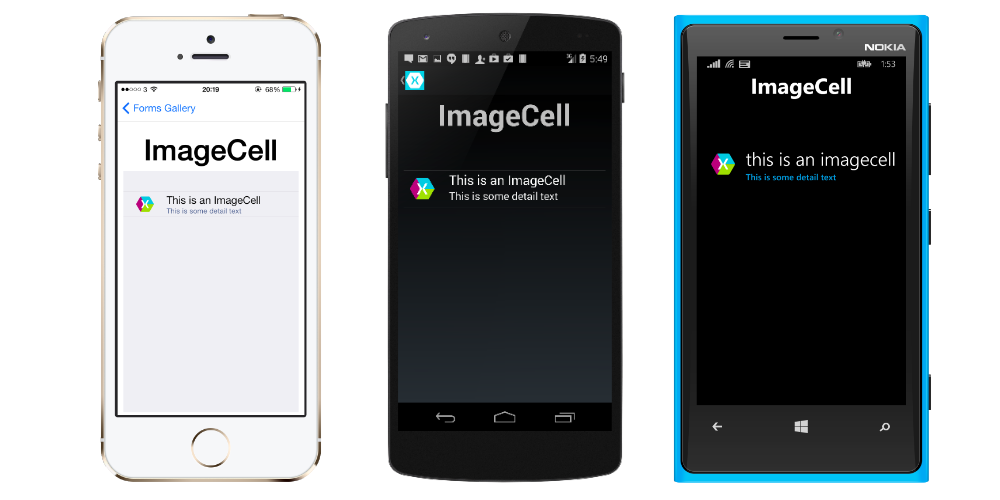 3 20:19 68%
Forms Gallery
ImageCell
This is an ImageCell
This is some detail text
3G 5:49
ImageCell
This is an ImageCell
This is some detail text
NOKIA
1:53
ImageCell
this is an imagecell
This is some detail text